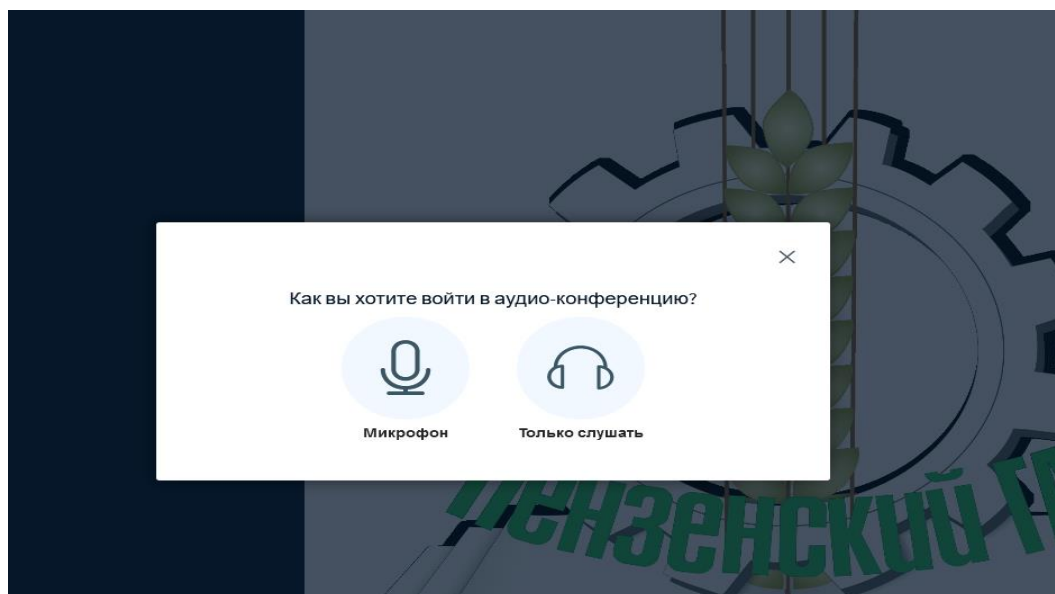 Как вы хотите войти в аудио-конференцию?
Микрофон
Только слушать
ПЕНЗЕНСКИЙ